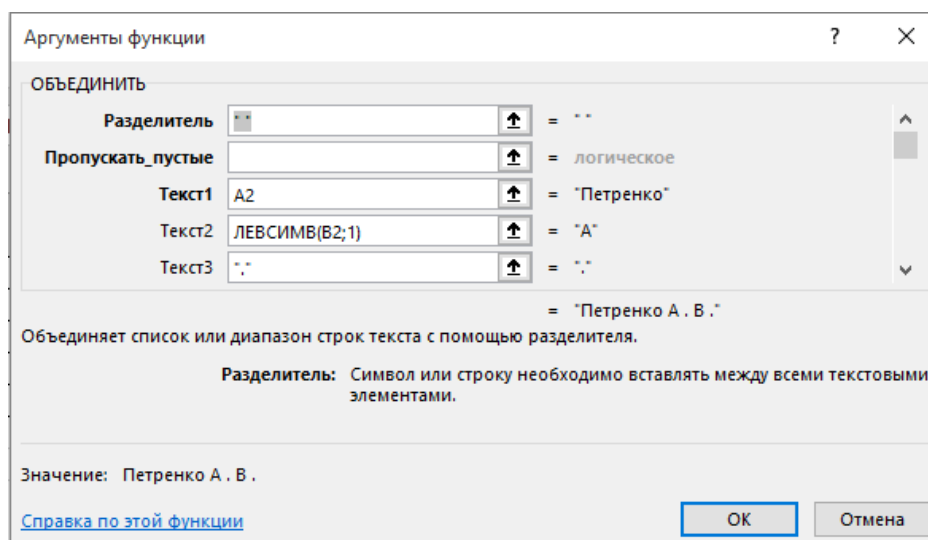 Аргументы функции ? ×
ОБЪЕДИНИТЬ
Разделитель " " = " "
Пропускать_пустые = логическое
Текст1 A2 = "Петренко"
Текст2 ЛЕВСИМВ(B2;1) = "А"
Текст3 "." = "."
= "Петренко А . В ."
Объединяет список или диапазон строк текста с помощью разделителя.
Разделитель: Символ или строку необходимо вставлять между всеми текстовыми
элементами.
Значение: Петренко А . В .
Справка по этой функции ОК Отмена